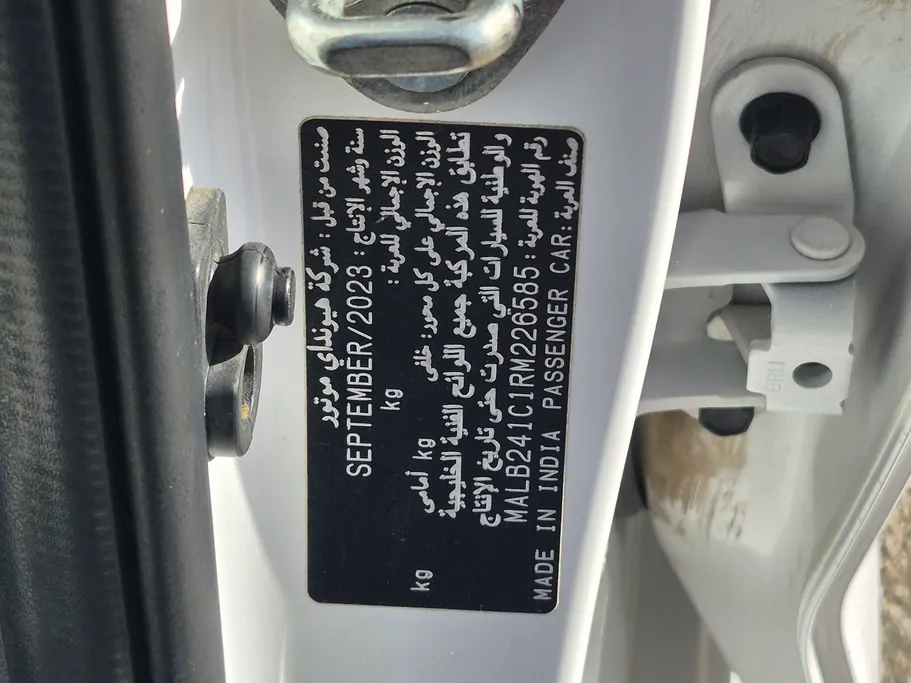 صنعت من قبل : شركة هيونداي موتور
سنة وشهر الإنتاج : SEPTEMBER/2023
الوزن الإجمالي للعربة : kg
الوزن الإجمالي على كل محور: خلفى kg أمامى kg
تطابق هذه المركبة جميع اللوائح الفنية الخليجية
والوطنية للسيارات التي صدرت حتى تاريخ الإنتاج
رقم الهوية للعربة : MALB241C1RM226585
صنف العربة: MADE IN INDIA PASSENGER CAR